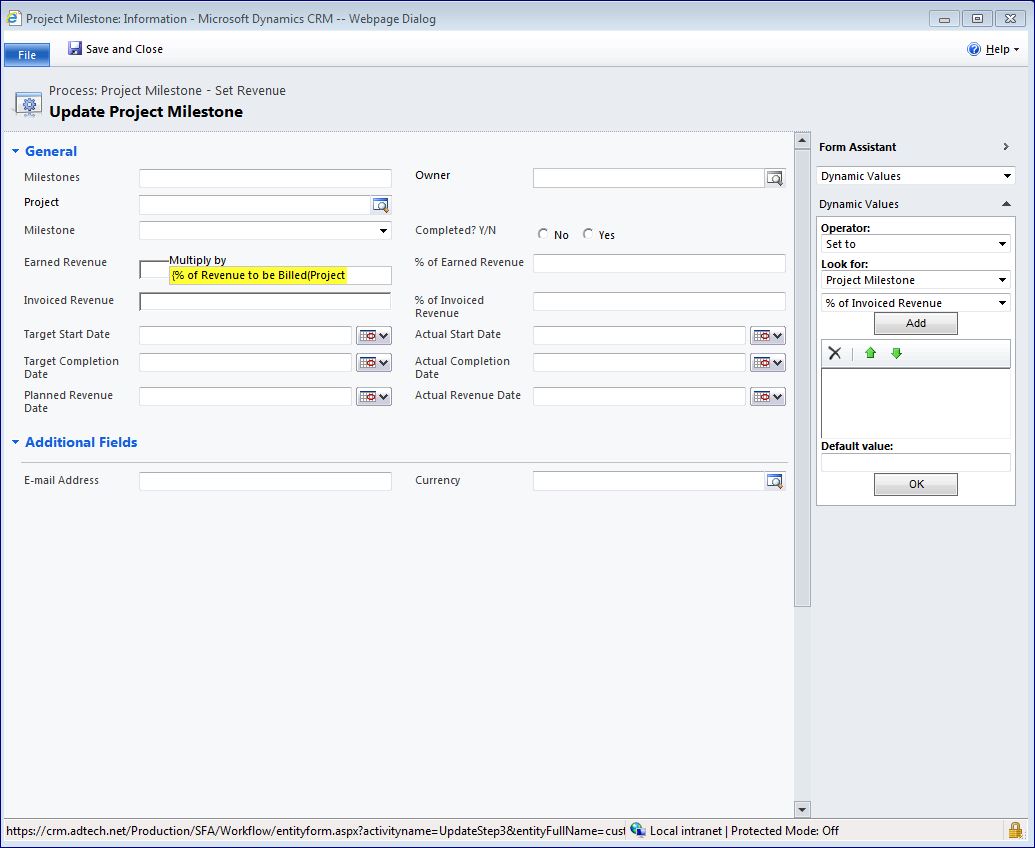 Project Milestone: Information - Microsoft Dynamics CRM -- Webpage Dialog
File
Save and Close
Help
Process: Project Milestone - Set Revenue
Update Project Milestone
General
Milestones
Owner
Project
Milestone
Completed? Y/N
No
Yes
Earned Revenue
Multiply by
{% of Revenue to be Billed(Project
% of Earned Revenue
Invoiced Revenue
% of Invoiced
Revenue
Target Start Date
Actual Start Date
Target Completion
Date
Actual Completion
Date
Planned Revenue
Date
Actual Revenue Date
Additional Fields
E-mail Address
Currency
Form Assistant
Dynamic Values
Dynamic Values
Operator:
Set to
Look for:
Project Milestone
% of Invoiced Revenue
Add
Default value:
OK
https://crm.adtech.net/Production/SFA/Workflow/entityform.aspx?activityname=UpdateStep3&entityFullName=cust
Local intranet | Protected Mode: Off